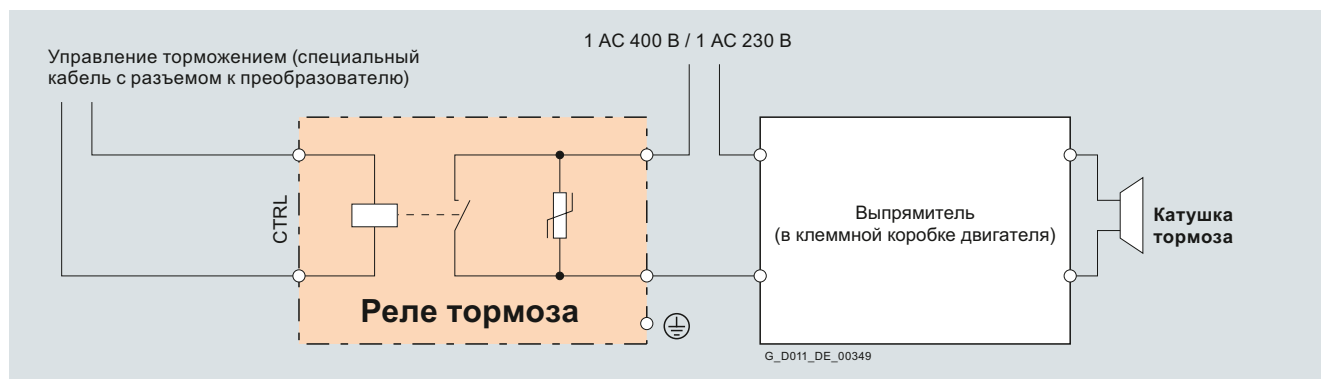 1 AC 400 В / 1 AC 230 В
Управление торможением (специальный
кабель с разъемом к преобразователю)
CTRL
Реле тормоза
Выпрямитель
(в клеммной коробке двигателя)
Катушка
тормоза
G_D011_DE_00349